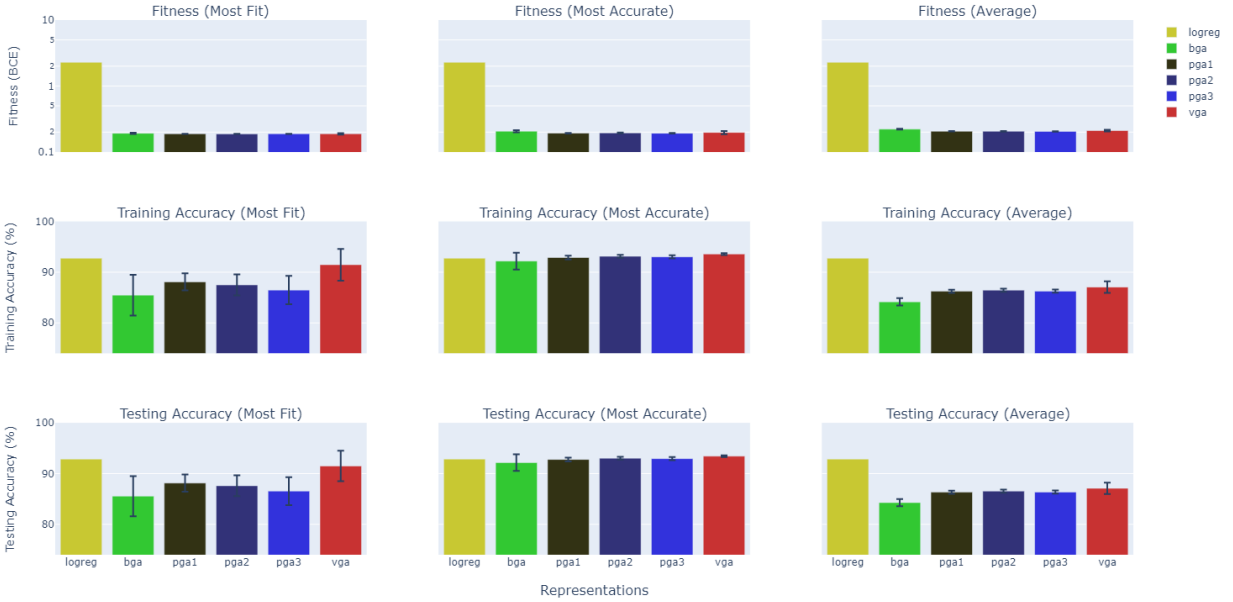 Fitness (Most Fit)
Fitness (Most Accurate)
Fitness (Average)
Fitness (BCE)
10
5
2
1
5
2
0.1
logreg
bga
pga1
pga2
pga3
vga
Training Accuracy (Most Fit)
Training Accuracy (Most Accurate)
Training Accuracy (Average)
Training Accuracy (%)
100
90
80
Testing Accuracy (Most Fit)
Testing Accuracy (Most Accurate)
Testing Accuracy (Average)
Testing Accuracy (%)
100
90
80
logreg bga pga1 pga2 pga3 vga
logreg bga pga1 pga2 pga3 vga
logreg bga pga1 pga2 pga3 vga
Representations